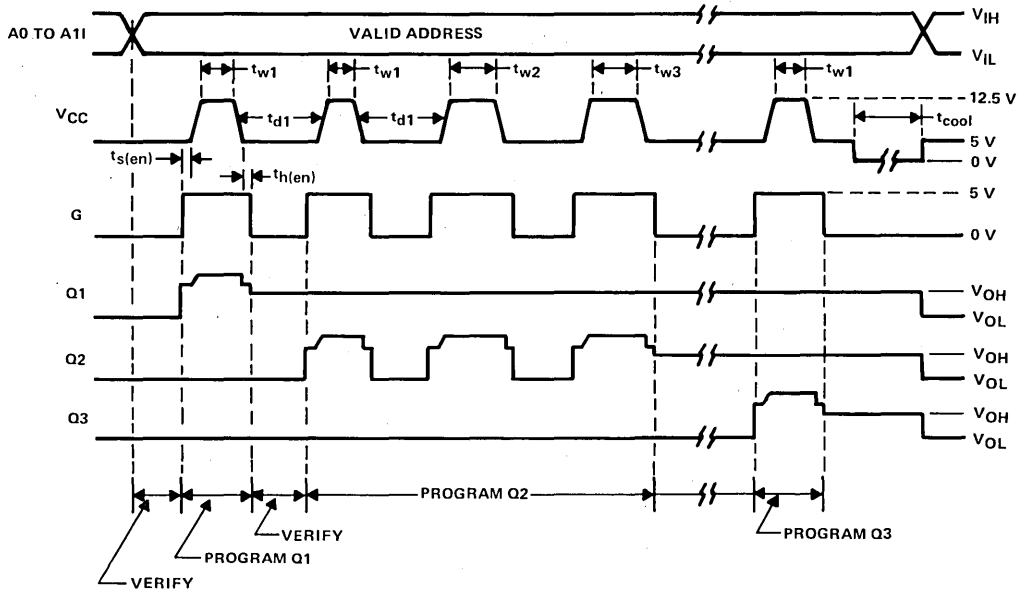 A0 TO A1I VALID ADDRESS VIH
VIL
tw1 tw1 tw2 tw3 tw1
VCC td1 td1 12.5 V
tcool
5 V
0 V
ts(en)
th(en)
G 5 V
0 V
Q1 VOH
VOL
Q2 VOH
VOL
Q3 VOH
VOL
PROGRAM Q2
VERIFY PROGRAM Q3
PROGRAM Q1
VERIFY